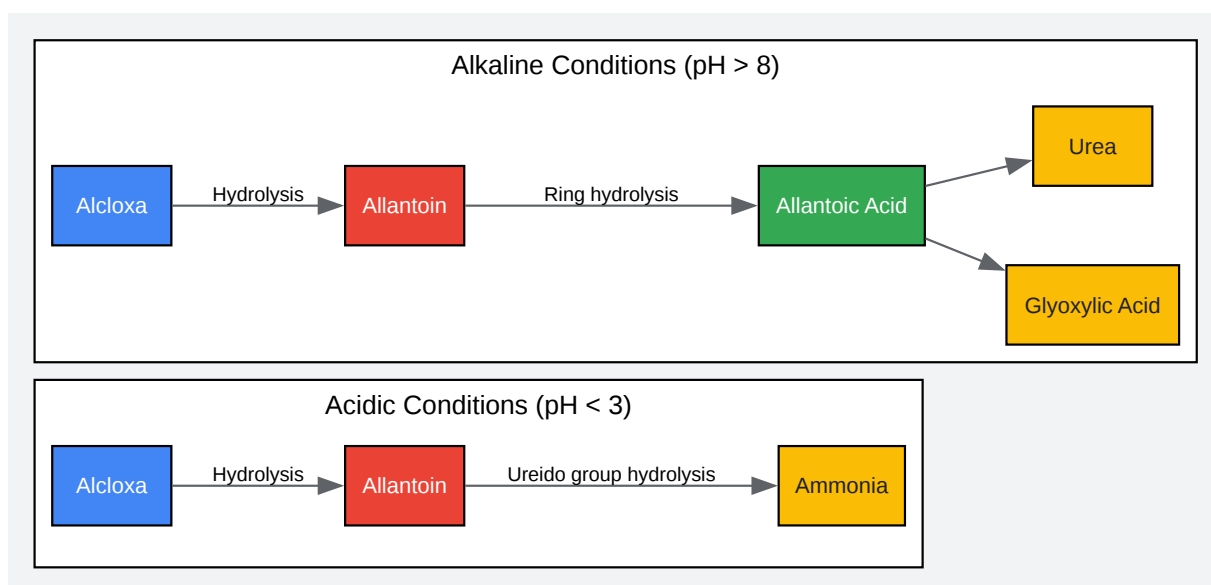 Alkaline Conditions (pH > 8)
Urea
Alcloxa
Hydrolysis
Allantoin
Ring hydrolysis
Allantoic Acid
Glyoxylic Acid
Acidic Conditions (pH < 3)
Alcloxa
Hydrolysis
Allantoin
Ureido group hydrolysis
Ammonia